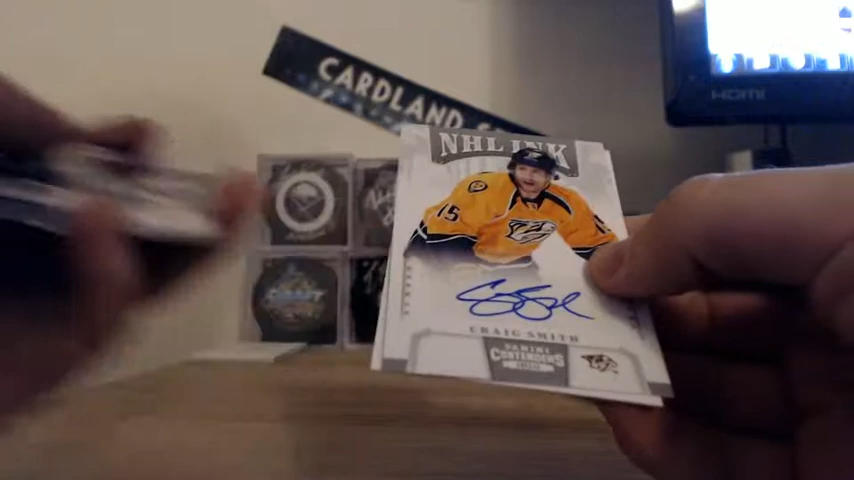 CARDLAND
HDMI
NHL INK
15
CRAIG SMITH
PANINI
CONTENDERS